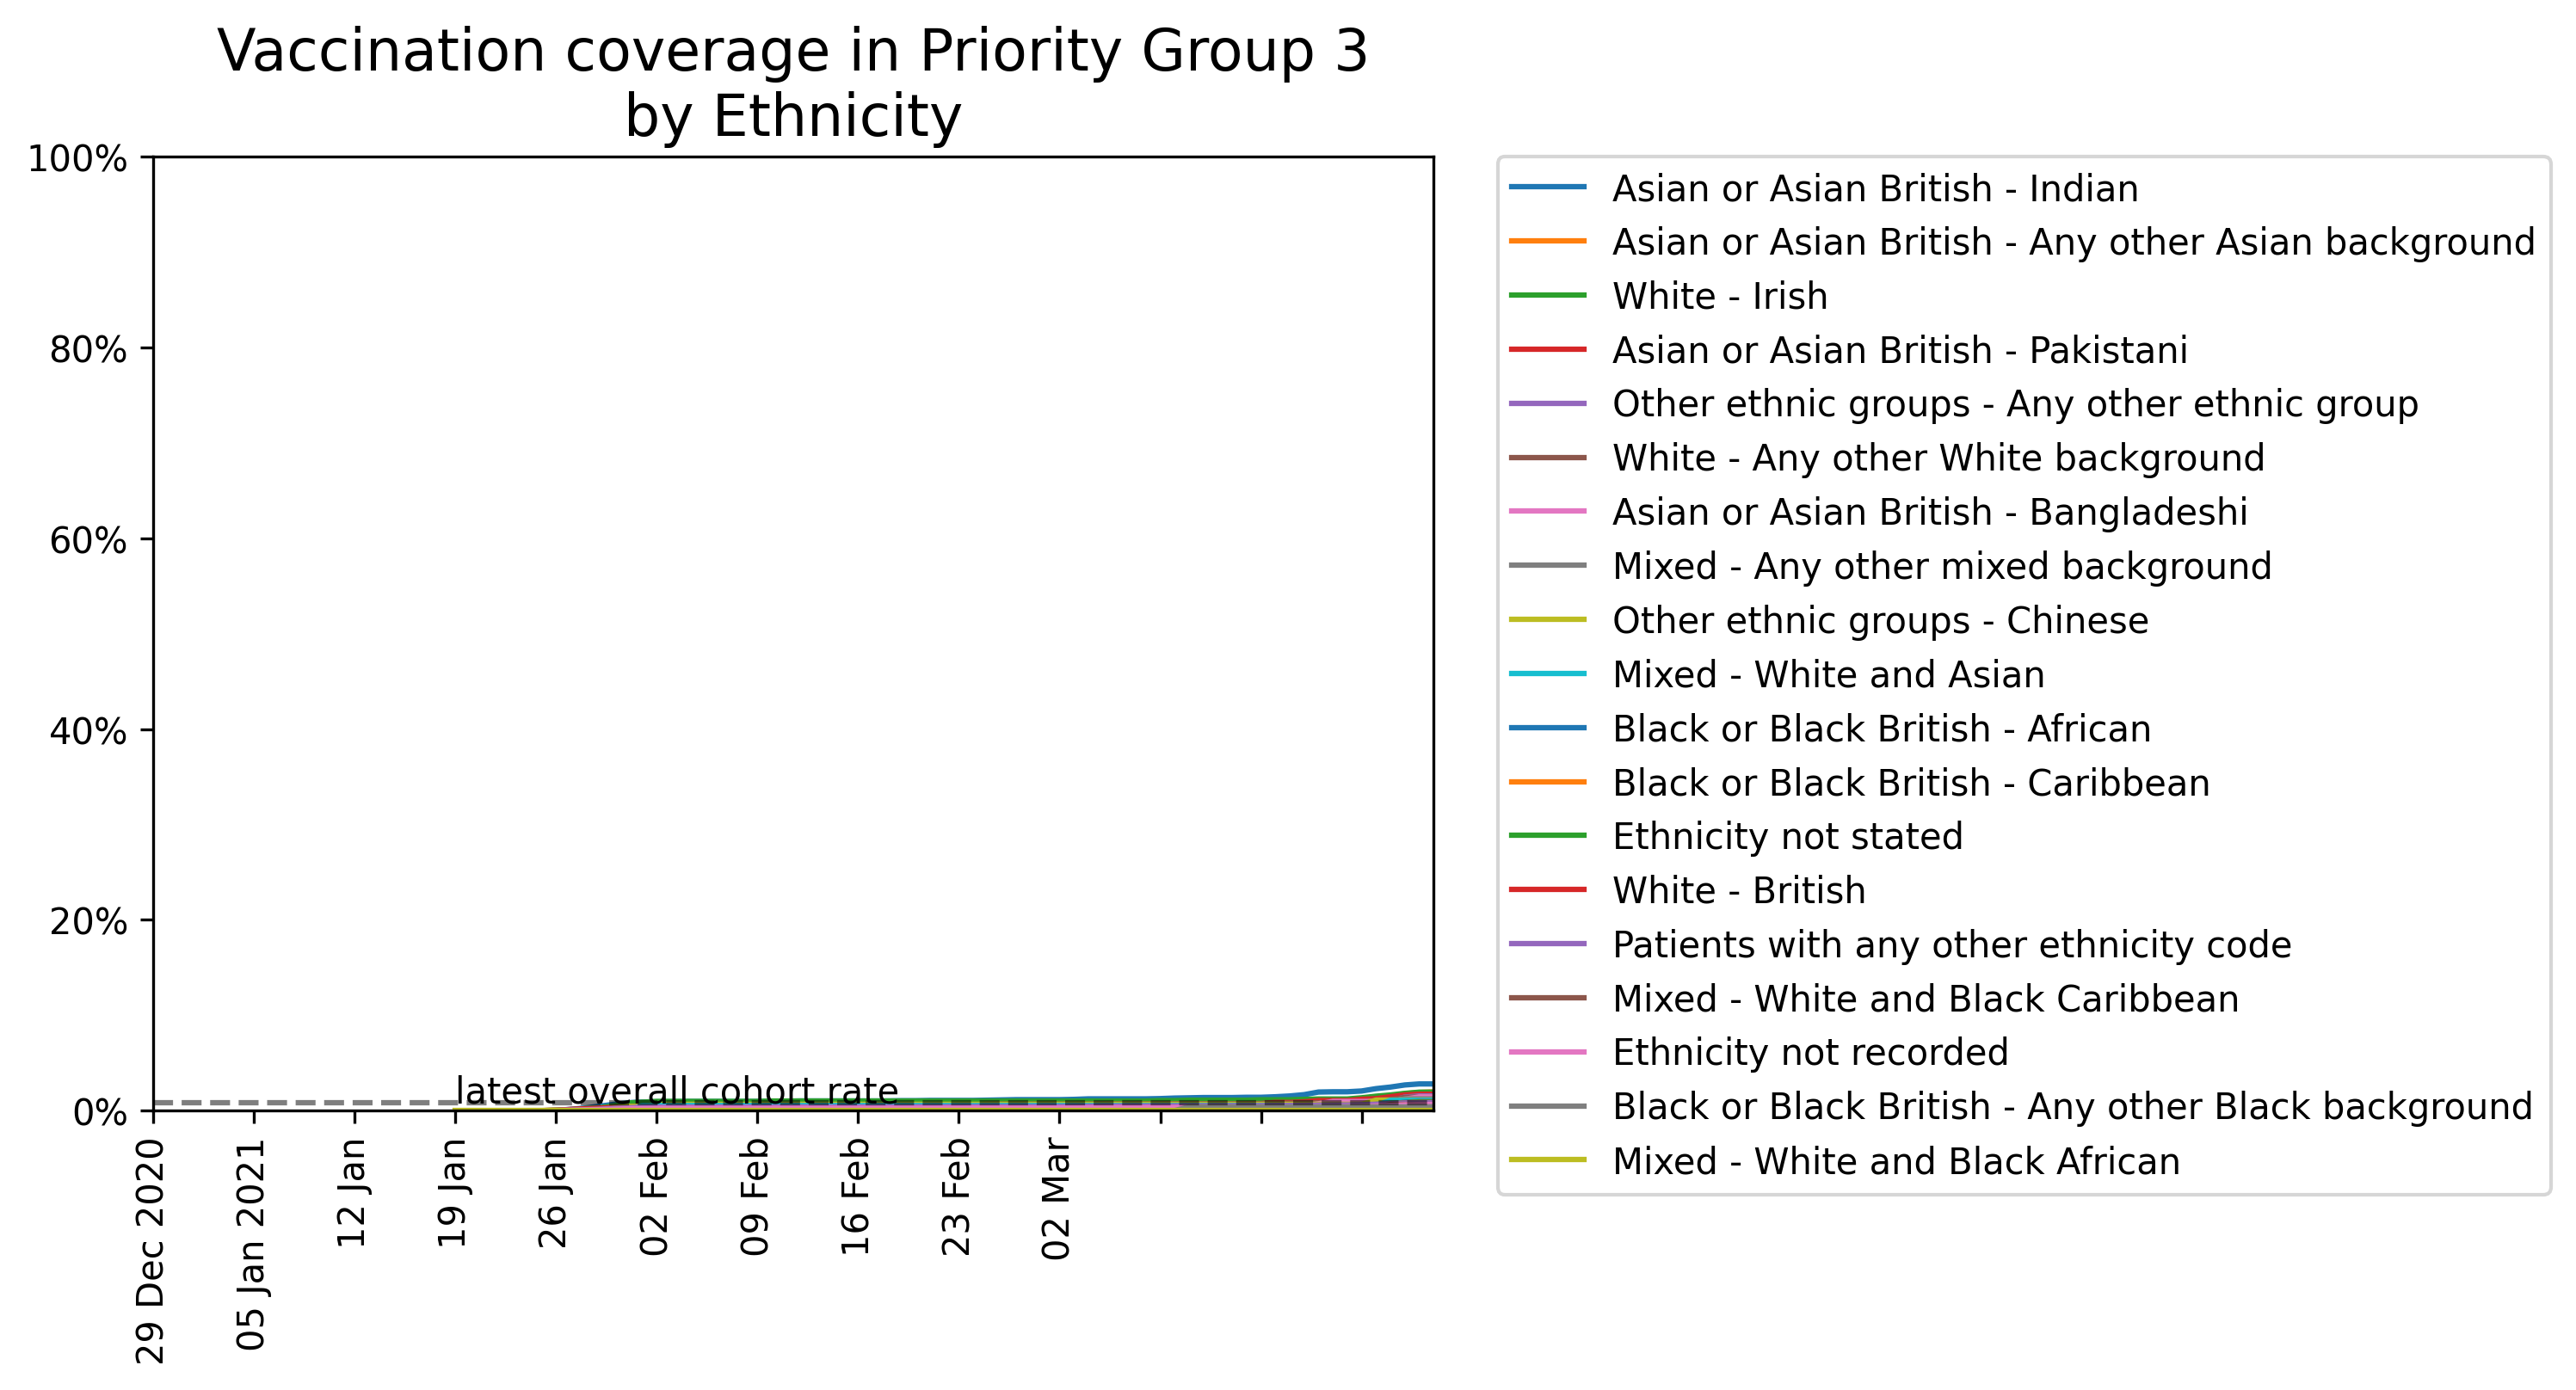 Vaccination coverage in Priority Group 3
by Ethnicity
100%
80%
60%
40%
20%
0%
latest overall cohort rate
29 Dec 2020
05 Jan 2021
12 Jan
19 Jan
26 Jan
02 Feb
09 Feb
16 Feb
23 Feb
02 Mar
Asian or Asian British - Indian
Asian or Asian British - Any other Asian background
White - Irish
Asian or Asian British - Pakistani
Other ethnic groups - Any other ethnic group
White - Any other White background
Asian or Asian British - Bangladeshi
Mixed - Any other mixed background
Other ethnic groups - Chinese
Mixed - White and Asian
Black or Black British - African
Black or Black British - Caribbean
Ethnicity not stated
White - British
Patients with any other ethnicity code
Mixed - White and Black Caribbean
Ethnicity not recorded
Black or Black British - Any other Black background
Mixed - White and Black African